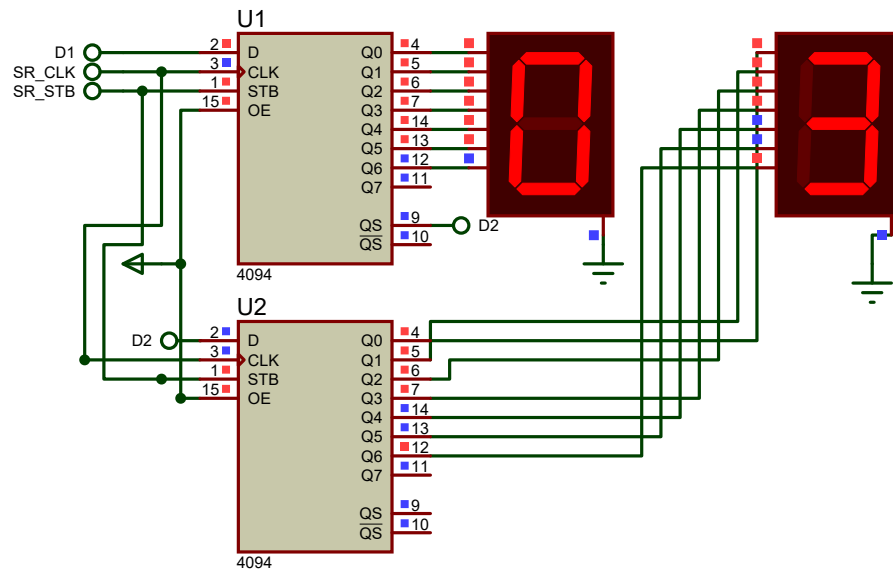 U1
D1
SR_CLK
SR_STB
2 D
3 CLK
1 STB
15 OE
Q0 4
Q1 5
Q2 6
Q3 7
Q4 14
Q5 13
Q6 12
Q7 11
QS 9
QS 10
D2
4094
U2
D2
2 D
3 CLK
1 STB
15 OE
Q0 4
Q1 5
Q2 6
Q3 7
Q4 14
Q5 13
Q6 12
Q7 11
QS 9
QS 10
4094
0
3